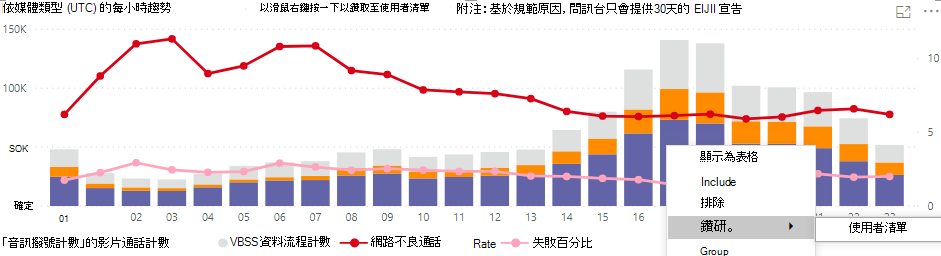 依媒體類型 (UTC) 的每小時趨勢
以滑鼠右鍵按一下以鑽取至使用者清單
附注: 基於規範原因, 問訊台只會提供30天的 EIJII 宣告
150K
100K
SOK
確定
10
5
0
01 02 03 04 05 06 07 08 09 10 11 12 13 14 15 16
顯示為表格
Include
排除
鑽研。
使用者清單
Group
「音訊撥號計數」的影片通話計數
VBSS資料流程計數
網路不良通話
Rate
失敗百分比